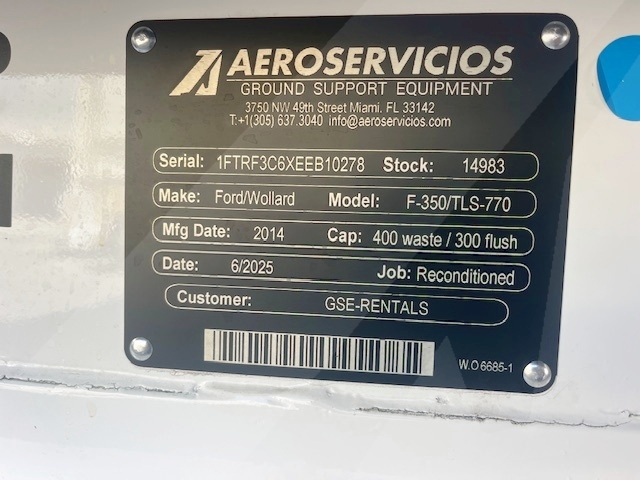 AEROSERVICIOS
GROUND SUPPORT EQUIPMENT
3750 NW 49th Street Miami. FL 33142
T:+1(305) 637.3040 info@aeroservicios.com
Serial: 1FTRF3C6XEEB10278 Stock: 14983
Make: Ford/Wollard Model: F-350/TLS-770
Mfg Date: 2014 Cap: 400 waste / 300 flush
Date: 6/2025 Job: Reconditioned
Customer: GSE-RENTALS
W.O 6685-1